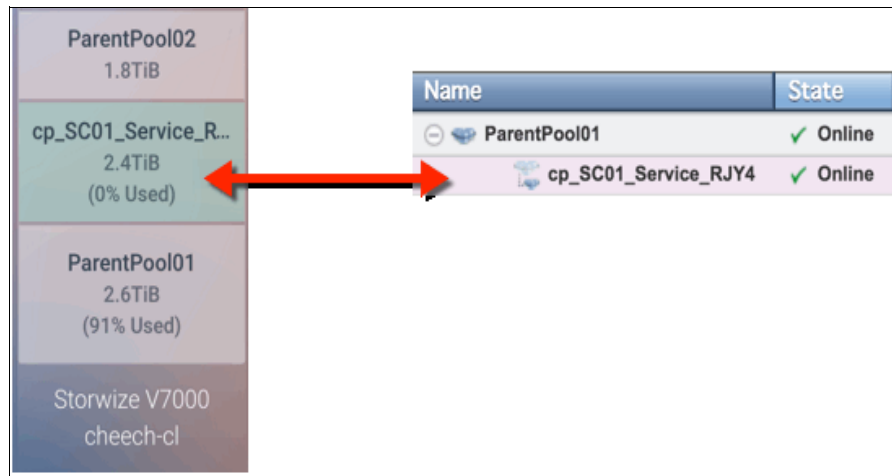 ParentPool02
1.8TiB
cp_SC01_Service_R...
2.4TiB
(0% Used)
ParentPool01
2.6TiB
(91% Used)
Storwize V7000
cheech-cl
Name State
ParentPool01 Online
cp_SC01_Service_RJY4 Online